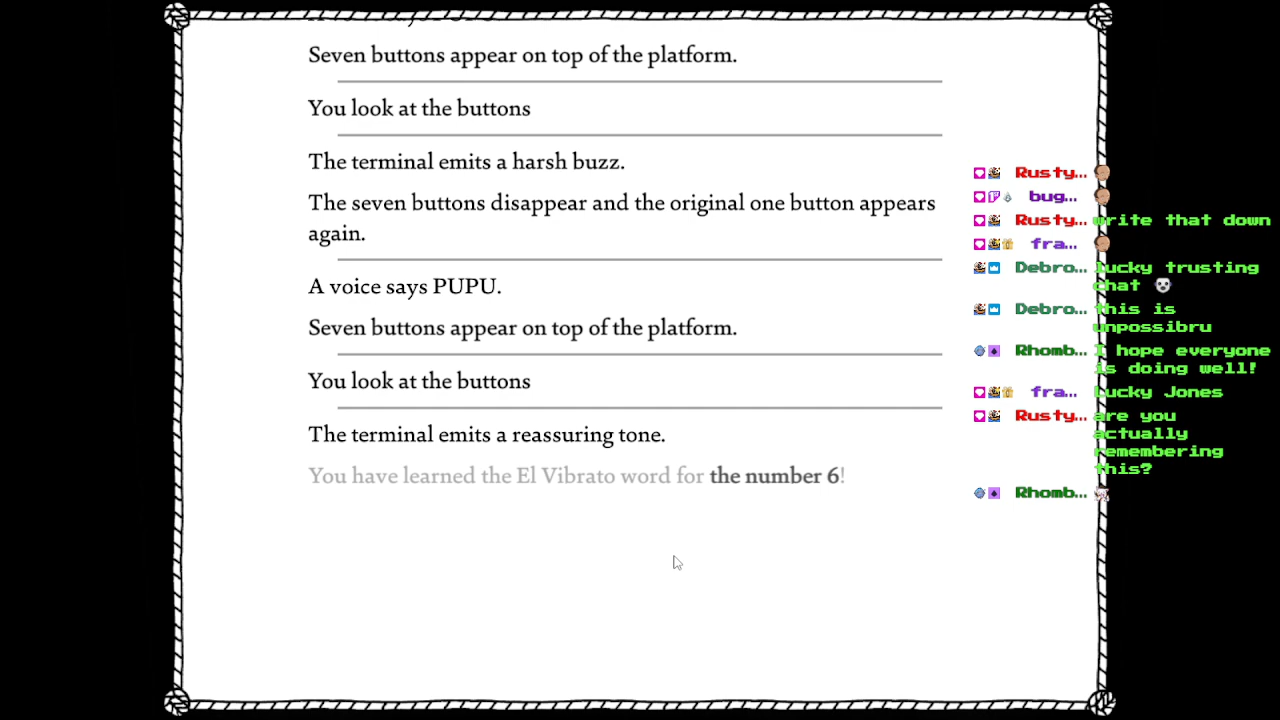 Seven buttons appear on top of the platform.
You look at the buttons
The terminal emits a harsh buzz.
The seven buttons disappear and the original one button appears
again.
A voice says PUPU.
Seven buttons appear on top of the platform.
You look at the buttons
The terminal emits a reassuring tone.
You have learned the El Vibrato word for the number 6!
Rusty...
bug...
Rusty... write that down
fra...
Debro... lucky trusting
chat
Debro... this is
unpossibru
Rhomb... I hope everyone
is doing well!
fra... Lucky Jones
Rusty... are you
actually
remembering
this?
Rhomb...